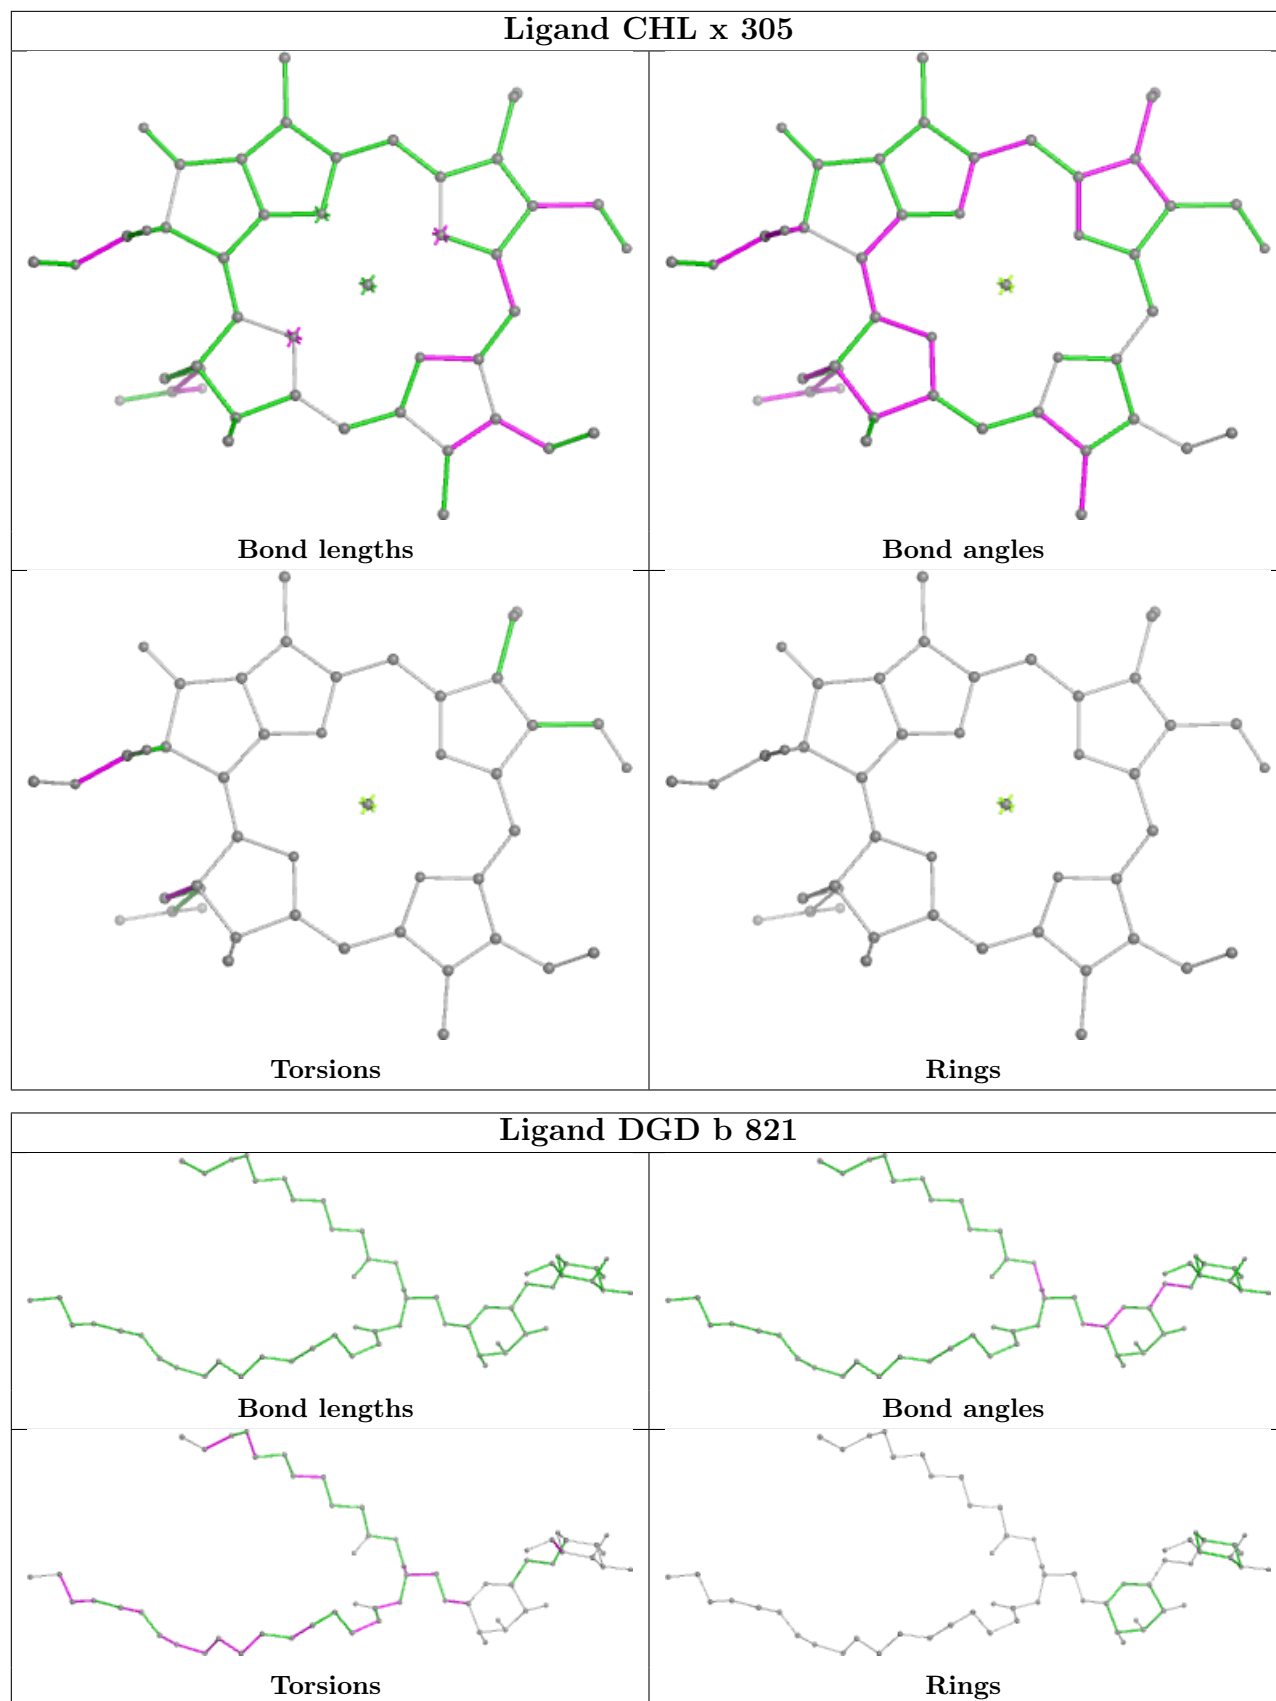 Ligand CHL x 305
Bond lengths
Bond angles
Torsions
Rings
Ligand DGD b 821
Bond lengths
Bond angles
Torsions
Rings